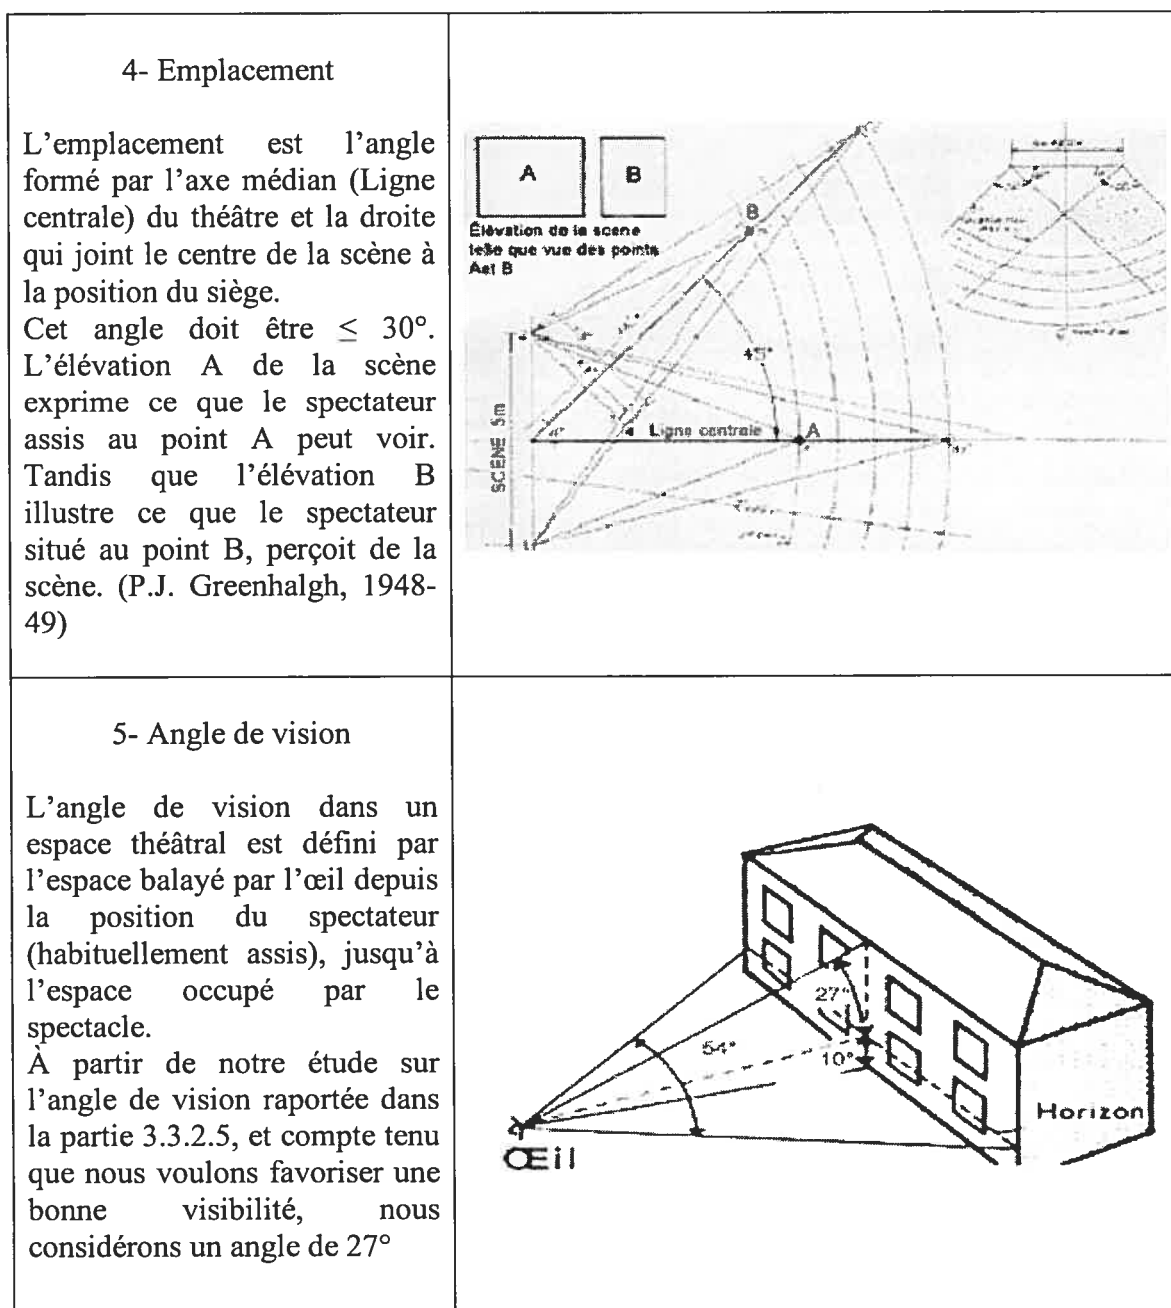 4- Emplacement
L'emplacement est l'angle
formé par l'axe médian (Ligne
centrale) du théâtre et la droite
qui joint le centre de la scène à
la position du siège.
Cet angle doit être ≤ 30°.
L'élévation A de la scène
exprime ce que le spectateur
assis au point A peut voir.
Tandis que l'élévation B
illustre ce que le spectateur
situé au point B, perçoit de la
scène. (P.J. Greenhalgh, 1948-
49)
A
B
Élévation de la scene
telle que vue des points
A et B
B
45°
Ligne centrale
A
SCENE 5m
5- Angle de vision
L'angle de vision dans un
espace théâtral est défini par
l'espace balayé par l'œil depuis
la position du spectateur
(habituellement assis), jusqu'à
l'espace occupé par le
spectacle.
À partir de notre étude sur
l'angle de vision raportée dans
la partie 3.3.2.5, et compte tenu
que nous voulons favoriser une
bonne visibilité, nous
considérons un angle de 27°
27°
54°
10°
Horizon
Œil